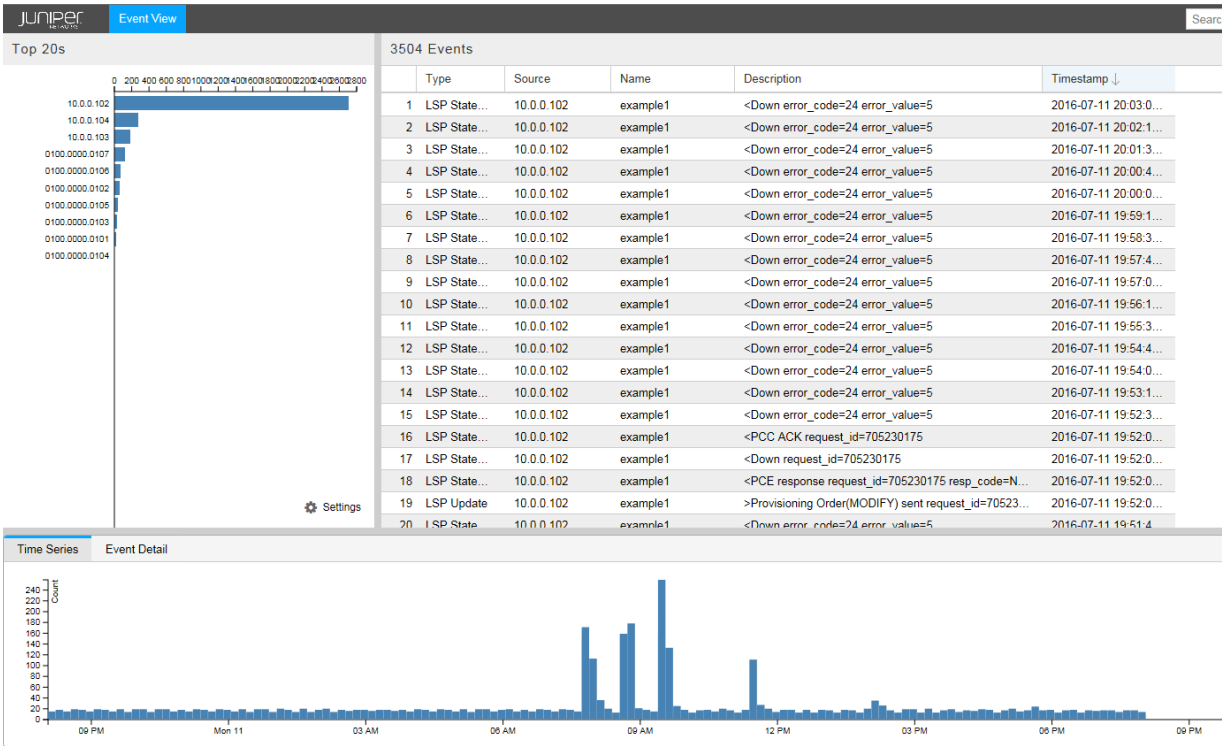 JUNIPER Event View Searc
NETWORKS
Top 20s 3504 Events
Type Source Name Description Timestamp ↓
0 200 400 600 800 1000 1200 1400 1600 1800 2000 2200 2400 2600 2800
10.0.0.102
10.0.0.104
10.0.0.103
0100.0000.0107
0100.0000.0106
0100.0000.0102
0100.0000.0105
0100.0000.0103
0100.0000.0101
0100.0000.0104
Settings
1 LSP State... 10.0.0.102 example1 <Down error_code=24 error_value=5 2016-07-11 20:03:0...
2 LSP State... 10.0.0.102 example1 <Down error_code=24 error_value=5 2016-07-11 20:02:1...
3 LSP State... 10.0.0.102 example1 <Down error_code=24 error_value=5 2016-07-11 20:01:3...
4 LSP State... 10.0.0.102 example1 <Down error_code=24 error_value=5 2016-07-11 20:00:4...
5 LSP State... 10.0.0.102 example1 <Down error_code=24 error_value=5 2016-07-11 20:00:0...
6 LSP State... 10.0.0.102 example1 <Down error_code=24 error_value=5 2016-07-11 19:59:1...
7 LSP State... 10.0.0.102 example1 <Down error_code=24 error_value=5 2016-07-11 19:58:3...
8 LSP State... 10.0.0.102 example1 <Down error_code=24 error_value=5 2016-07-11 19:57:4...
9 LSP State... 10.0.0.102 example1 <Down error_code=24 error_value=5 2016-07-11 19:57:0...
10 LSP State... 10.0.0.102 example1 <Down error_code=24 error_value=5 2016-07-11 19:56:1...
11 LSP State... 10.0.0.102 example1 <Down error_code=24 error_value=5 2016-07-11 19:55:3...
12 LSP State... 10.0.0.102 example1 <Down error_code=24 error_value=5 2016-07-11 19:54:4...
13 LSP State... 10.0.0.102 example1 <Down error_code=24 error_value=5 2016-07-11 19:54:0...
14 LSP State... 10.0.0.102 example1 <Down error_code=24 error_value=5 2016-07-11 19:53:1...
15 LSP State... 10.0.0.102 example1 <Down error_code=24 error_value=5 2016-07-11 19:52:3...
16 LSP State... 10.0.0.102 example1 <PCC ACK request_id=705230175 2016-07-11 19:52:0...
17 LSP State... 10.0.0.102 example1 <Down request_id=705230175 2016-07-11 19:52:0...
18 LSP State... 10.0.0.102 example1 <PCE response request_id=705230175 resp_code=N... 2016-07-11 19:52:0...
19 LSP Update 10.0.0.102 example1 >Provisioning Order(MODIFY) sent request_id=70523... 2016-07-11 19:52:0...
20 LSP State 10.0.0.102 example1 <Down error_code=24 error_value=5 2016-07-11 19:51:4
Time Series Event Detail
Count
240
220
200
180
160
140
120
100
80
60
40
20
0
09 PM Mon 11 03 AM 06 AM 09 AM 12 PM 03 PM 06 PM 09 PM